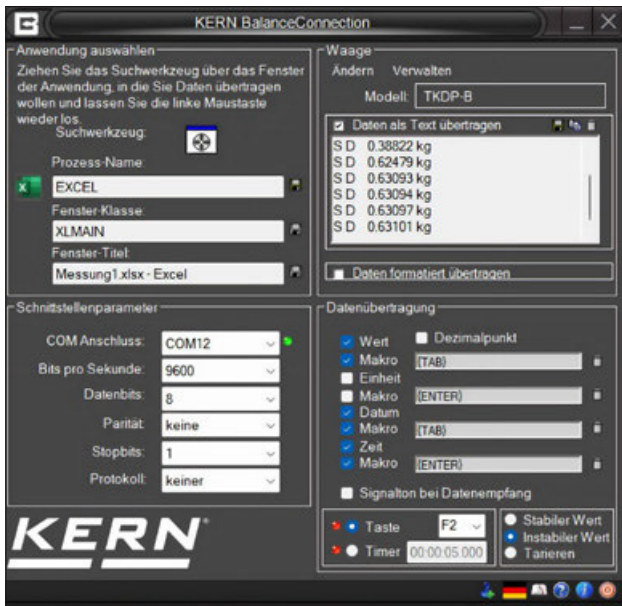 KERN BalanceConnection
Anwendung auswählen
Ziehen Sie das Suchwerkzeug über das Fenster
der Anwendung, in die Sie Daten übertragen
wollen und lassen Sie die linke Maustaste
wieder los.
Suchwerkzeug:
Prozess-Name:
EXCEL
Fenster-Klasse:
XLMAIN
Fenster-Titel:
Messung1.xlsx - Excel
Waage
Ändern Verwalten
Modell: TKDP-B
Daten als Text übertragen
S D 0.38822 kg
S D 0.62479 kg
S D 0.63093 kg
S D 0.63094 kg
S D 0.63097 kg
S D 0.63101 kg
Daten formatiert übertragen
Schnittstellenparameter
COM Anschluss: COM12
Bits pro Sekunde: 9600
Datenbits: 8
Parität: keine
Stopbits: 1
Protokoll: keiner
KERN
Datenübertragung
Wert Dezimalpunkt
Makro {TAB}
Einheit
Makro {ENTER}
Datum
Makro {TAB}
Zeit
Makro {ENTER}
Signalton bei Datenempfang
Taste F2
Timer 00:00:05.000
Stabiler Wert
Instabiler Wert
Tarieren